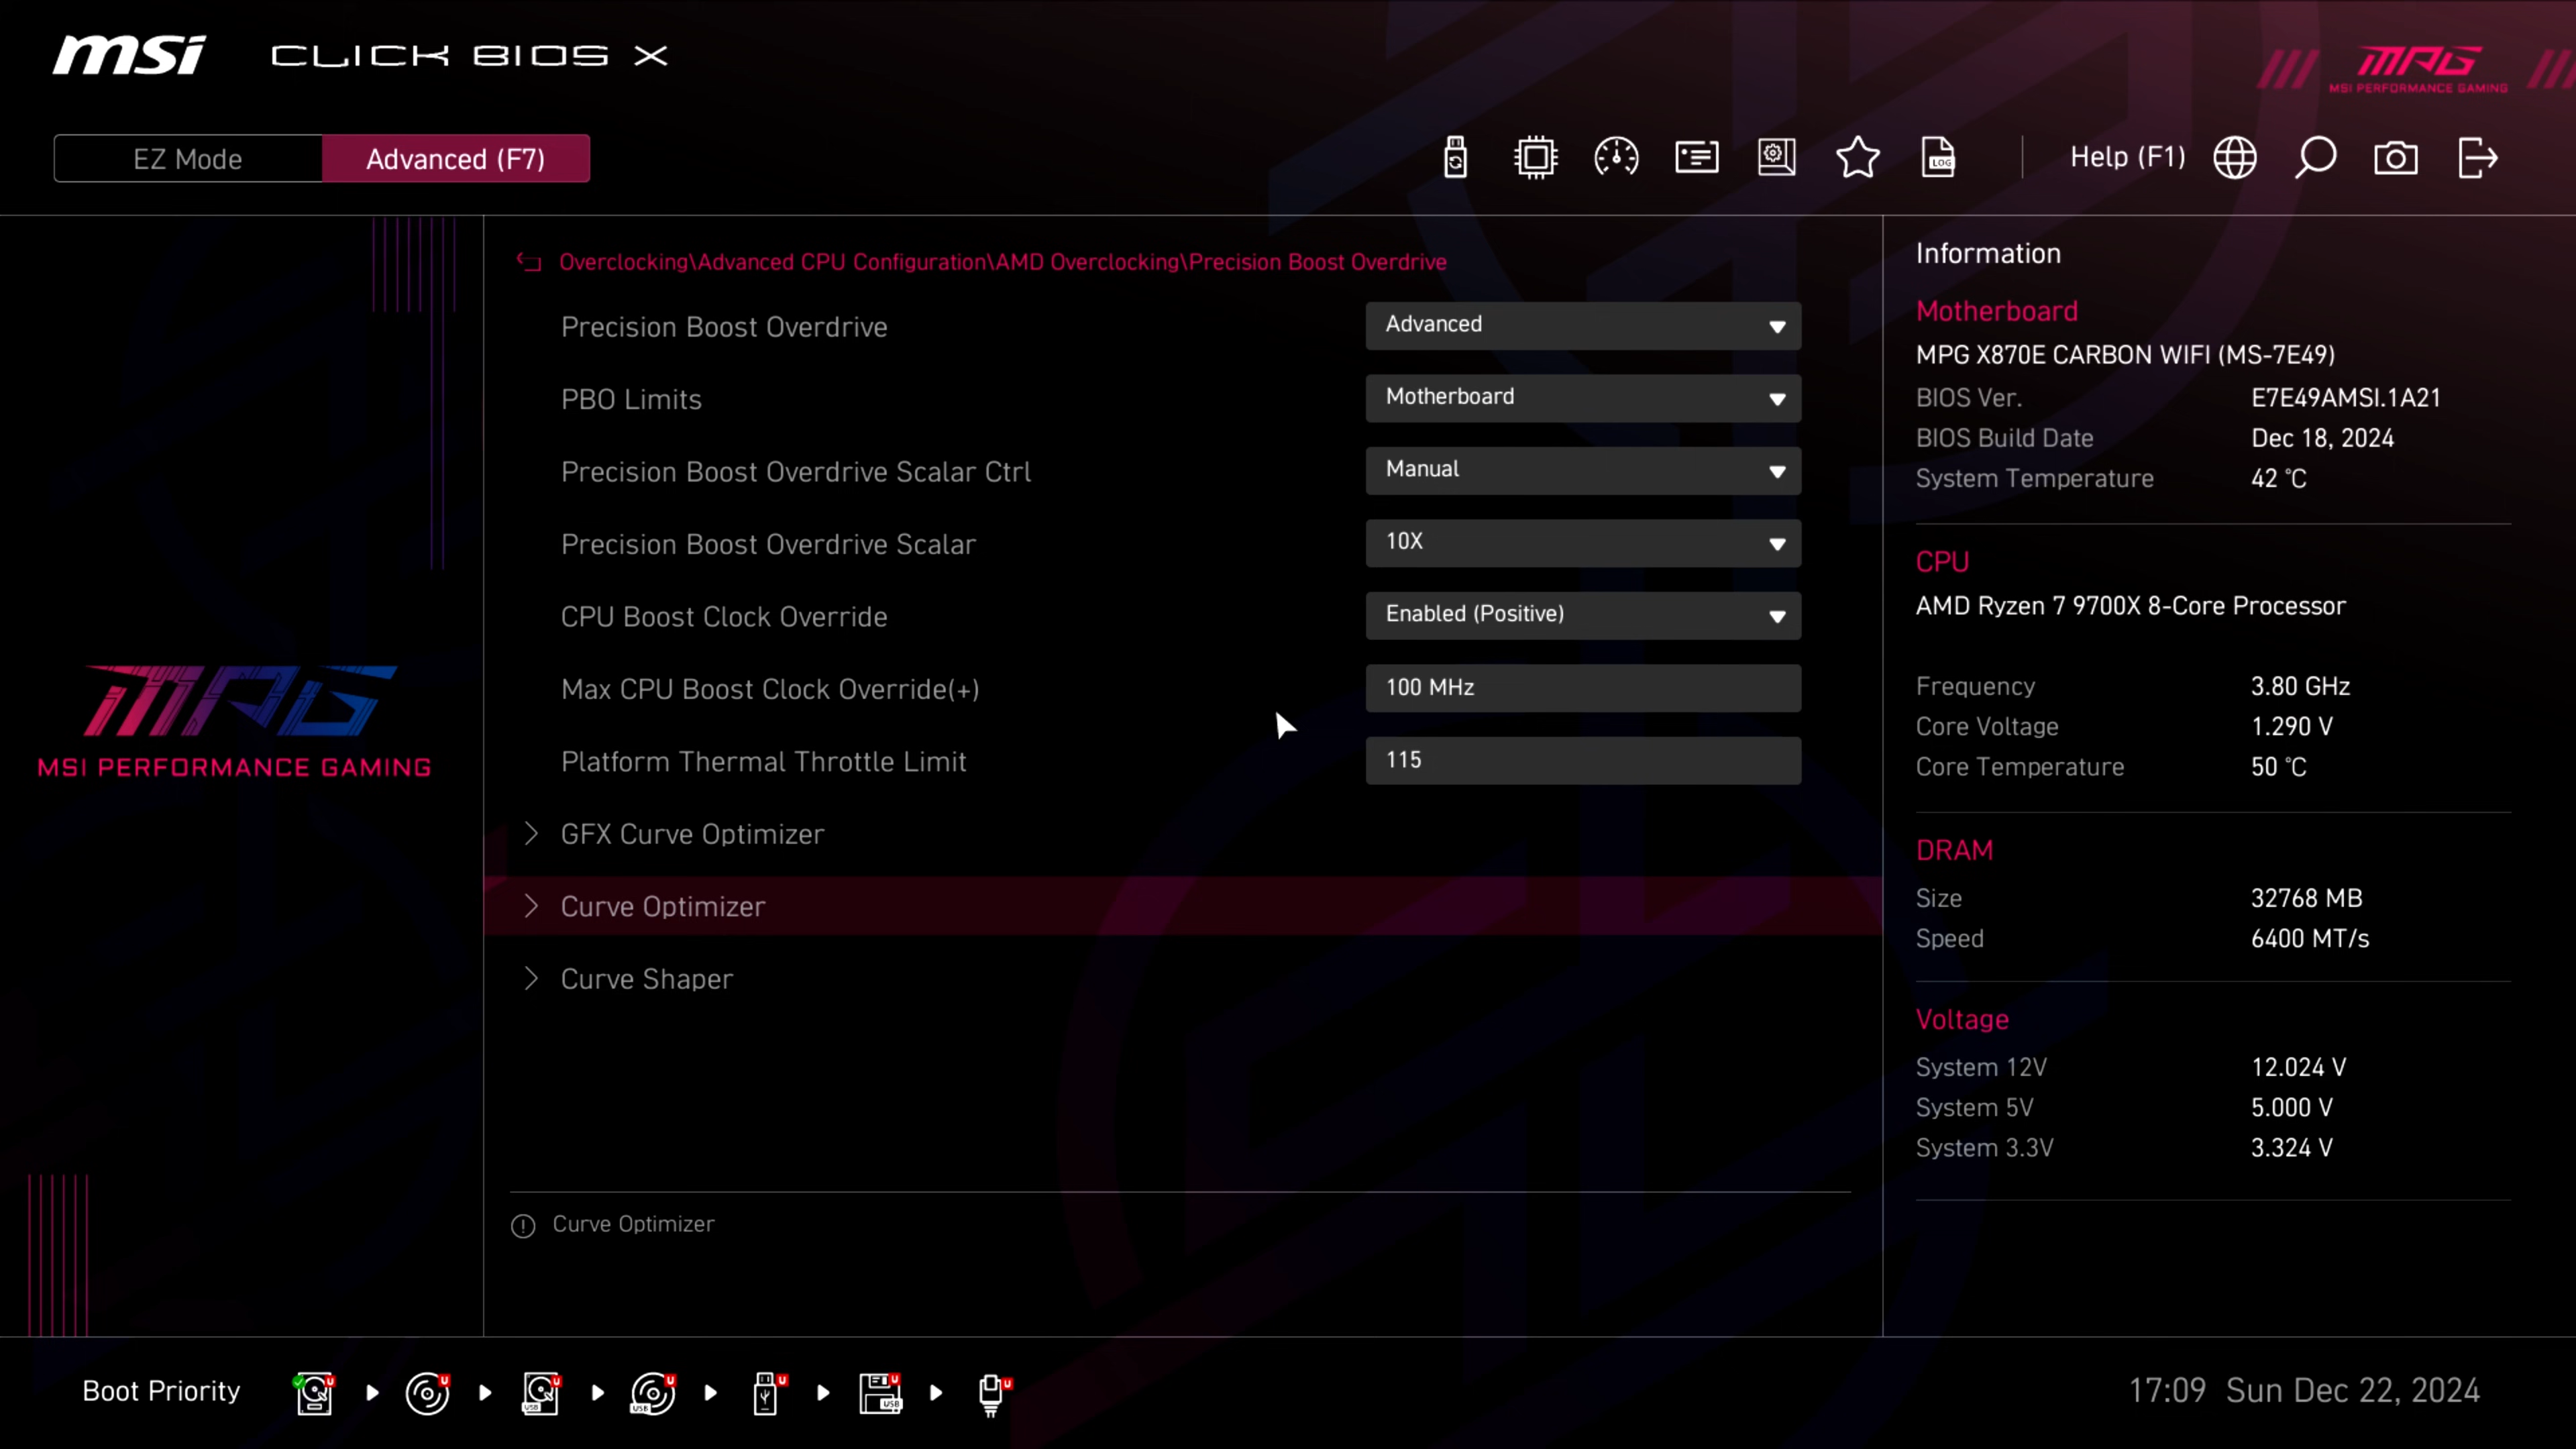 msi CLICK BIOS X
MPG
MSI PERFORMANCE GAMING
EZ Mode Advanced (F7) LOG Help (F1)
Overclocking\Advanced CPU Configuration\AMD Overclocking\Precision Boost Overdrive
Precision Boost Overdrive Advanced
PBO Limits Motherboard
Precision Boost Overdrive Scalar Ctrl Manual
Precision Boost Overdrive Scalar 10X
CPU Boost Clock Override Enabled (Positive)
Max CPU Boost Clock Override(+) 100 MHz
Platform Thermal Throttle Limit 115
GFX Curve Optimizer
Curve Optimizer
Curve Shaper
Curve Optimizer
MPG
MSI PERFORMANCE GAMING
Information
Motherboard
MPG X870E CARBON WIFI (MS-7E49)
BIOS Ver. E7E49AMSI.1A21
BIOS Build Date Dec 18, 2024
System Temperature 42 °C
CPU
AMD Ryzen 7 9700X 8-Core Processor
Frequency 3.80 GHz
Core Voltage 1.290 V
Core Temperature 50 °C
DRAM
Size 32768 MB
Speed 6400 MT/s
Voltage
System 12V 12.024 V
System 5V 5.000 V
System 3.3V 3.324 V
Boot Priority U U U USB U USB U U USB U
17:09 Sun Dec 22, 2024